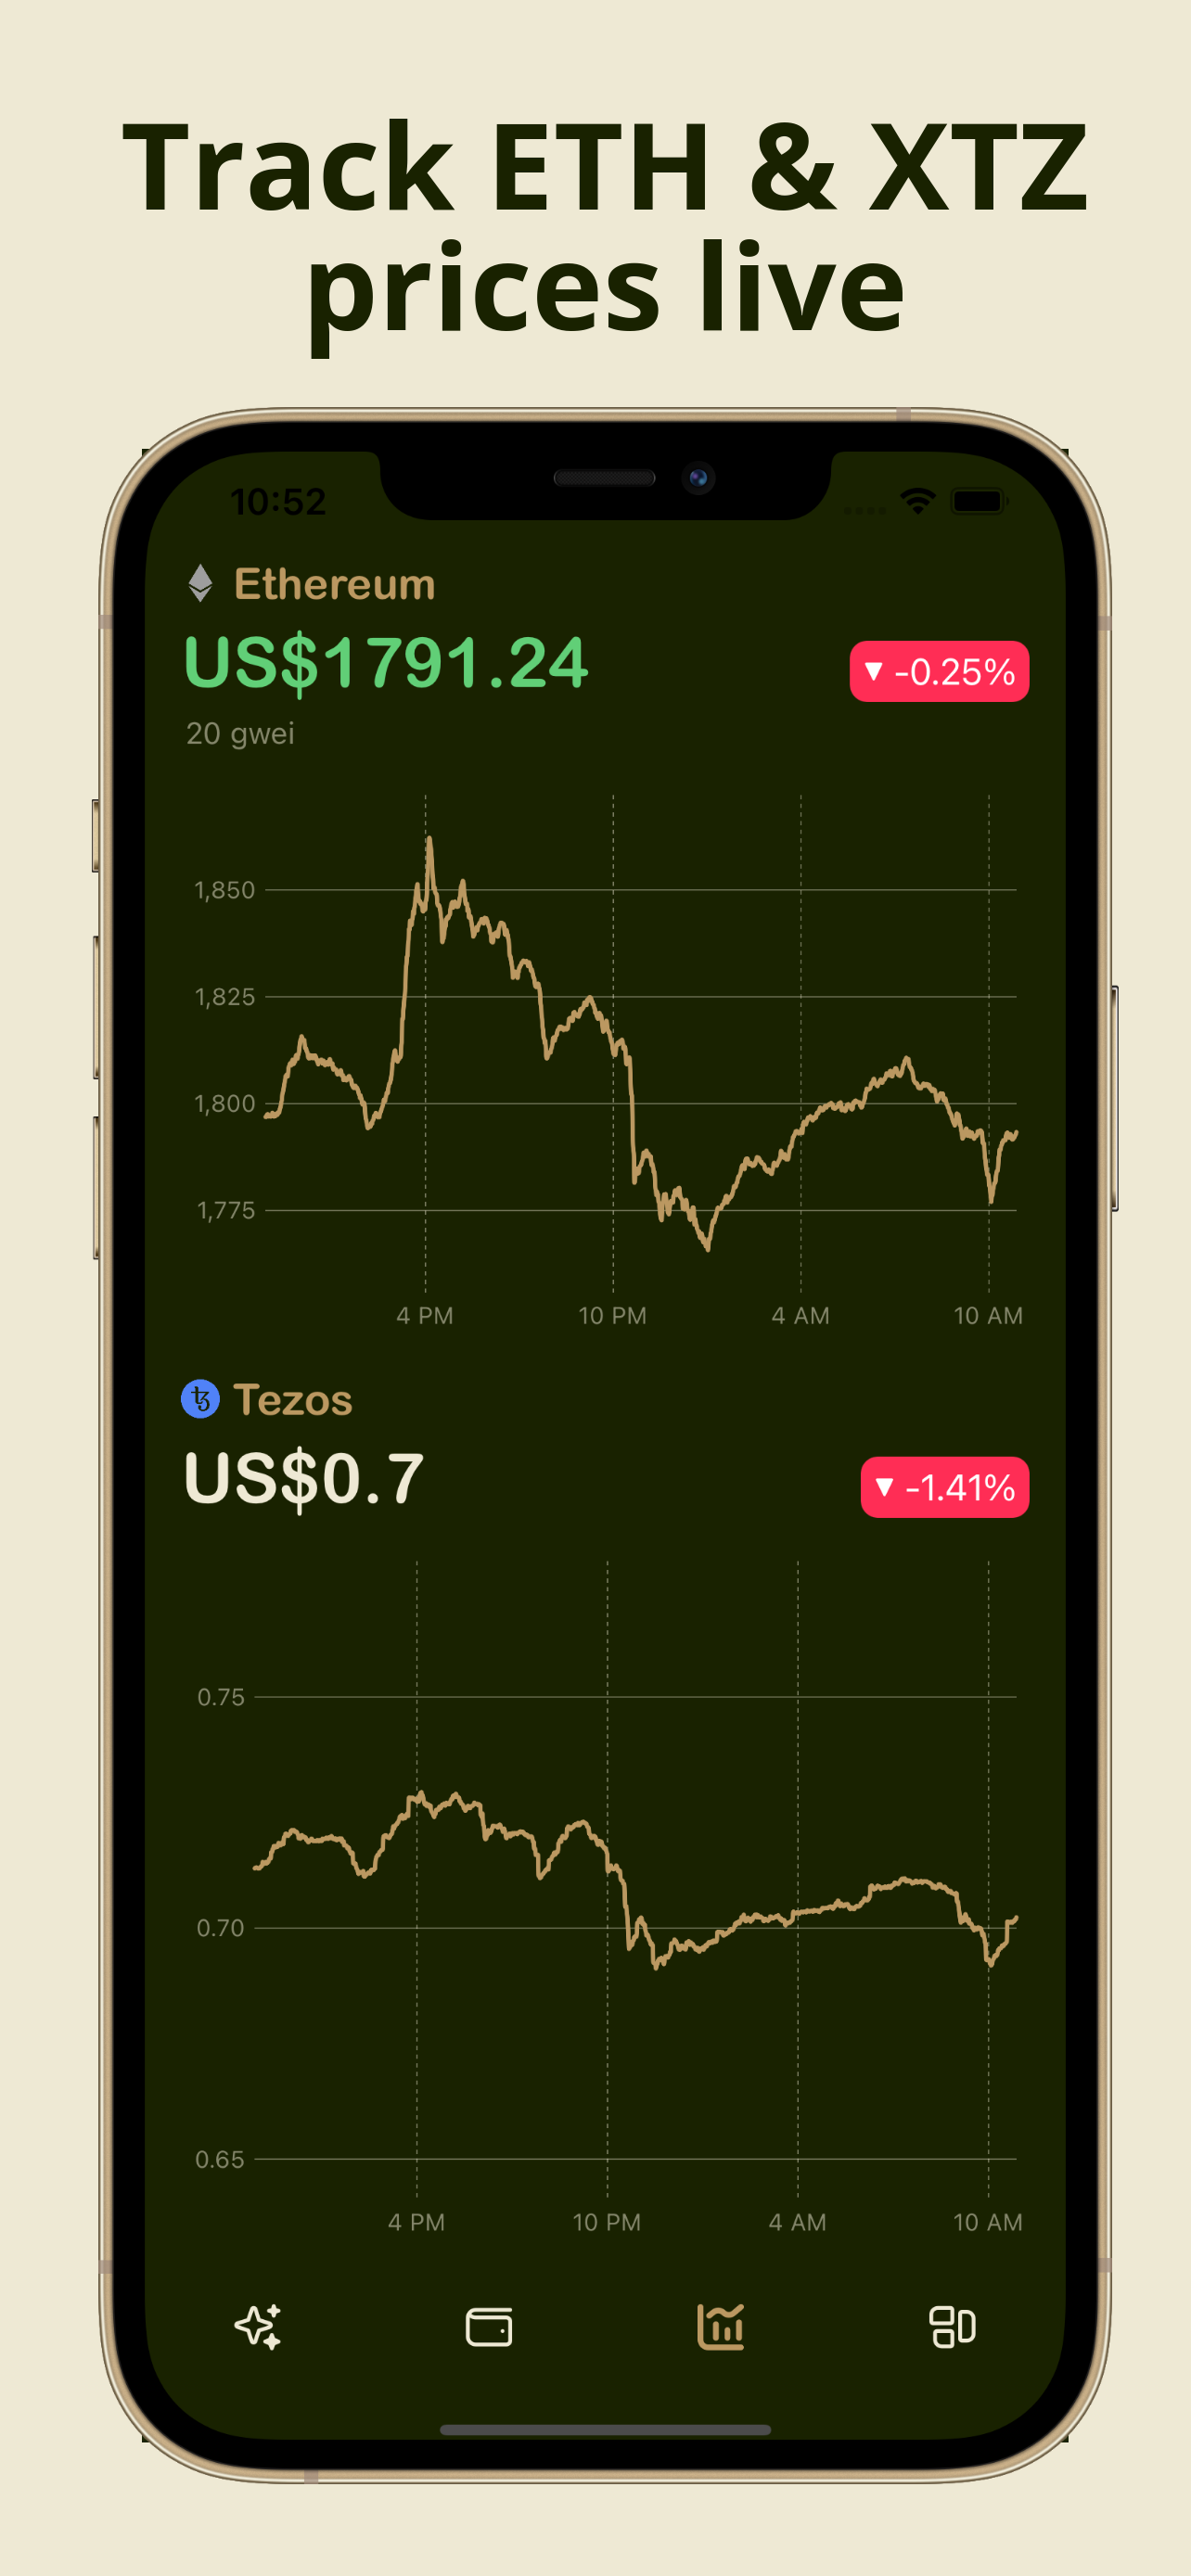 Track ETH & XTZ
prices live
10:52
Ethereum
US$1791.24
▼ -0.25%
20 gwei
1,850
1,825
1,800
1,775
4 PM 10 PM 4 AM 10 AM
Tezos
US$0.7
▼ -1.41%
0.75
0.70
0.65
4 PM 10 PM 4 AM 10 AM